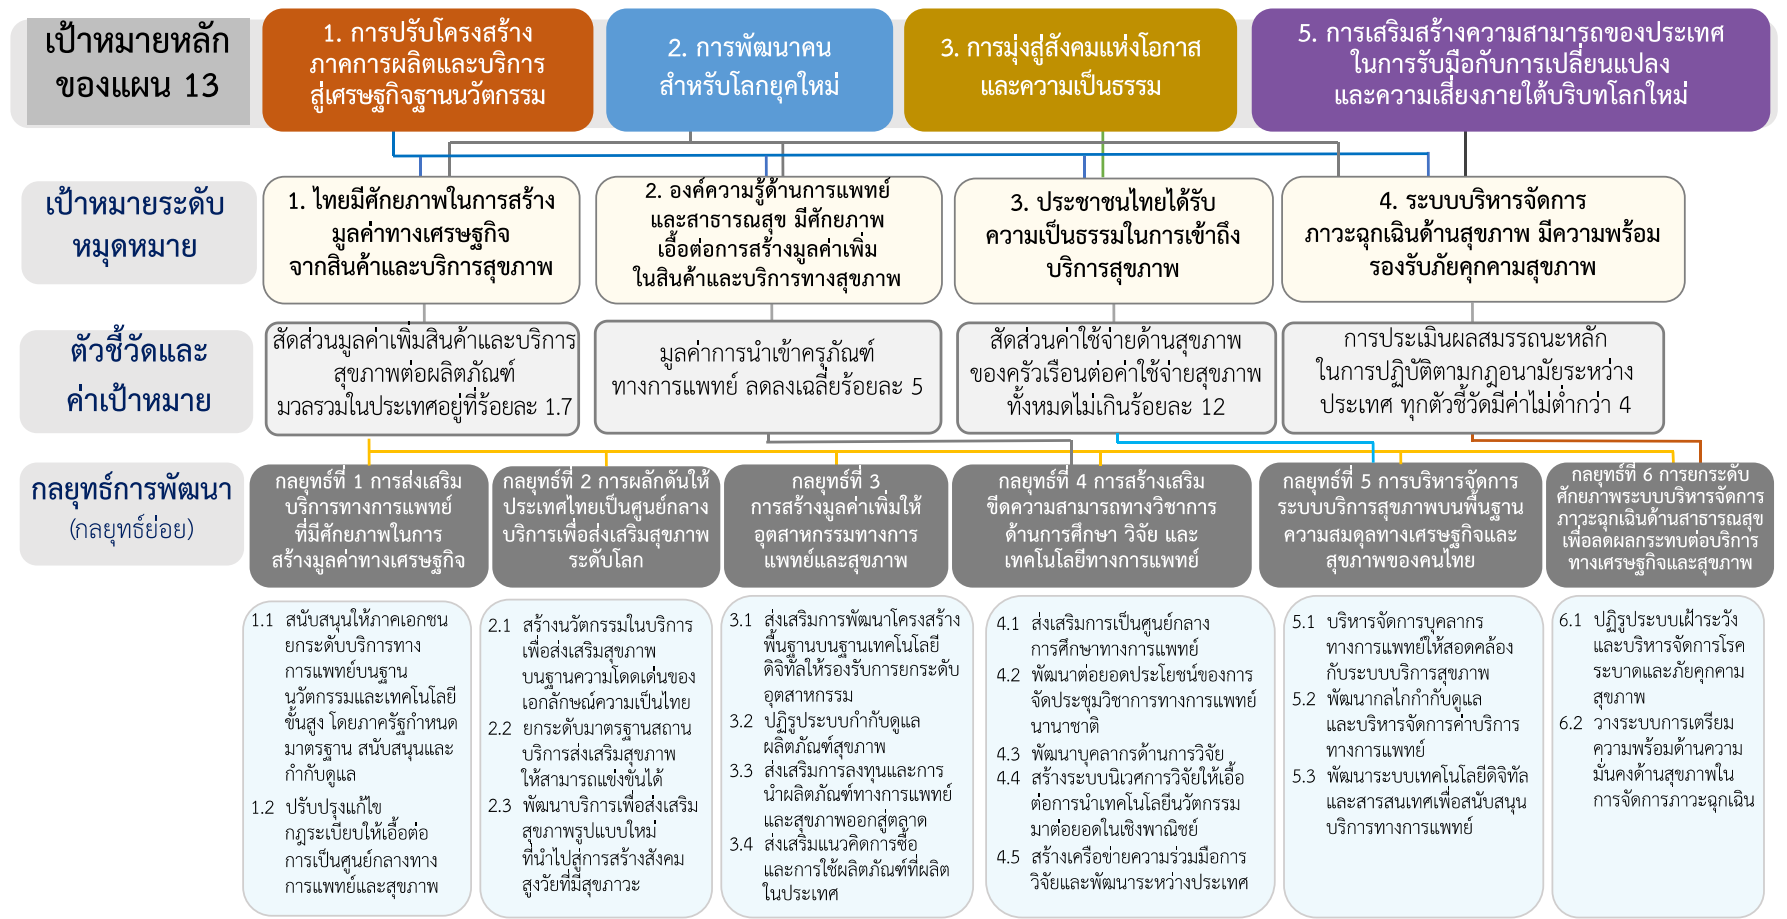 เป้าหมายหลัก
ของแผน 13
1. การปรับโครงสร้าง
ภาคการผลิตและบริการ
สู่เศรษฐกิจฐานนวัตกรรม
2. การพัฒนาคน
สำหรับโลกยุคใหม่
3. การมุ่งสู่สังคมแห่งโอกาส
และความเป็นธรรม
5. การเสริมสร้างความสามารถของประเทศ
ในการรับมือกับการเปลี่ยนแปลง
และความเสี่ยงภายใต้บริบทโลกใหม่
เป้าหมายระดับ
หมุดหมาย
1. ไทยมีศักยภาพในการสร้าง
มูลค่าทางเศรษฐกิจ
จากสินค้าและบริการสุขภาพ
2. องค์ความรู้ด้านการแพทย์
และสาธารณสุข มีศักยภาพ
เอื้อต่อการสร้างมูลค่าเพิ่ม
ในสินค้าและบริการทางสุขภาพ
3. ประชาชนไทยได้รับ
ความเป็นธรรมในการเข้าถึง
บริการสุขภาพ
4. ระบบบริหารจัดการ
ภาวะฉุกเฉินด้านสุขภาพ มีความพร้อม
รองรับภัยคุกคามสุขภาพ
ตัวชี้วัดและ
ค่าเป้าหมาย
สัดส่วนมูลค่าเพิ่มสินค้าและบริการ
สุขภาพต่อผลิตภัณฑ์
มวลรวมในประเทศอยู่ที่ร้อยละ 1.7
มูลค่าการนำเข้าครุภัณฑ์
ทางการแพทย์ ลดลงเฉลี่ยร้อยละ 5
สัดส่วนค่าใช้จ่ายด้านสุขภาพ
ของครัวเรือนต่อค่าใช้จ่ายสุขภาพ
ทั้งหมดไม่เกินร้อยละ 12
การประเมินผลสมรรถนะหลัก
ในการปฏิบัติตามกฎอนามัยระหว่าง
ประเทศ ทุกตัวชี้วัดมีค่าไม่ต่ำกว่า 4
กลยุทธ์การพัฒนา
(กลยุทธ์ย่อย)
กลยุทธ์ที่ 1 การส่งเสริม
บริการทางการแพทย์
ที่มีศักยภาพในการ
สร้างมูลค่าทางเศรษฐกิจ
กลยุทธ์ที่ 2 การผลักดันให้
ประเทศไทยเป็นศูนย์กลาง
บริการเพื่อส่งเสริมสุขภาพ
ระดับโลก
กลยุทธ์ที่ 3
การสร้างมูลค่าเพิ่มให้
อุตสาหกรรมทางการ
แพทย์และสุขภาพ
กลยุทธ์ที่ 4 การสร้างเสริม
ขีดความสามารถทางวิชาการ
ด้านการศึกษา วิจัย และ
เทคโนโลยีทางการแพทย์
กลยุทธ์ที่ 5 การบริหารจัดการ
ระบบบริการสุขภาพบนพื้นฐาน
ความสมดุลทางเศรษฐกิจและ
สุขภาพของคนไทย
กลยุทธ์ที่ 6 การยกระดับ
ศักยภาพระบบบริหารจัดการ
ภาวะฉุกเฉินด้านสาธารณสุข
เพื่อลดผลกระทบต่อบริการ
ทางเศรษฐกิจและสุขภาพ
1.1 สนับสนุนให้ภาคเอกชน
ยกระดับบริการทาง
การแพทย์บนฐาน
นวัตกรรมและเทคโนโลยี
ขั้นสูง โดยภาครัฐกำหนด
มาตรฐาน สนับสนุนและ
กำกับดูแล
1.2 ปรับปรุงแก้ไข
กฎระเบียบให้เอื้อต่อ
การเป็นศูนย์กลางทาง
การแพทย์และสุขภาพ
2.1 สร้างนวัตกรรมในบริการ
เพื่อส่งเสริมสุขภาพ
บนฐานความโดดเด่นของ
เอกลักษณ์ความเป็นไทย
2.2 ยกระดับมาตรฐานสถาน
บริการส่งเสริมสุขภาพ
ให้สามารถแข่งขันได้
2.3 พัฒนาบริการเพื่อส่งเสริม
สุขภาพรูปแบบใหม่
ที่นำไปสู่การสร้างสังคม
สูงวัยที่มีสุขภาวะ
3.1 ส่งเสริมการพัฒนาโครงสร้าง
พื้นฐานบนฐานเทคโนโลยี
ดิจิทัลให้รองรับการยกระดับ
อุตสาหกรรม
3.2 ปฏิรูประบบกำกับดูแล
ผลิตภัณฑ์สุขภาพ
3.3 ส่งเสริมการลงทุนและการ
นำผลิตภัณฑ์ทางการแพทย์
และสุขภาพออกสู่ตลาด
3.4 ส่งเสริมแนวคิดการซื้อ
และการใช้ผลิตภัณฑ์ที่ผลิต
ในประเทศ
4.1 ส่งเสริมการเป็นศูนย์กลาง
การศึกษาทางการแพทย์
4.2 พัฒนาต่อยอดประโยชน์ของการ
จัดประชุมวิชาการทางการแพทย์
นานาชาติ
4.3 พัฒนาบุคลากรด้านการวิจัย
4.4 สร้างระบบนิเวศการวิจัยให้เอื้อ
ต่อการนำเทคโนโลยีนวัตกรรม
มาต่อยอดในเชิงพาณิชย์
4.5 สร้างเครือข่ายความร่วมมือการ
วิจัยและพัฒนาระหว่างประเทศ
5.1 บริหารจัดการบุคลากร
ทางการแพทย์ให้สอดคล้อง
กับระบบบริการสุขภาพ
5.2 พัฒนากลไกกำกับดูแล
และบริหารจัดการค่าบริการ
ทางการแพทย์
5.3 พัฒนาระบบเทคโนโลยีดิจิทัล
และสารสนเทศเพื่อสนับสนุน
บริการทางการแพทย์
6.1 ปฏิรูประบบเฝ้าระวัง
และบริหารจัดการโรค
ระบาดและภัยคุกคาม
สุขภาพ
6.2 วางระบบการเตรียม
ความพร้อมด้านความ
มั่นคงด้านสุขภาพใน
การจัดการภาวะฉุกเฉิน